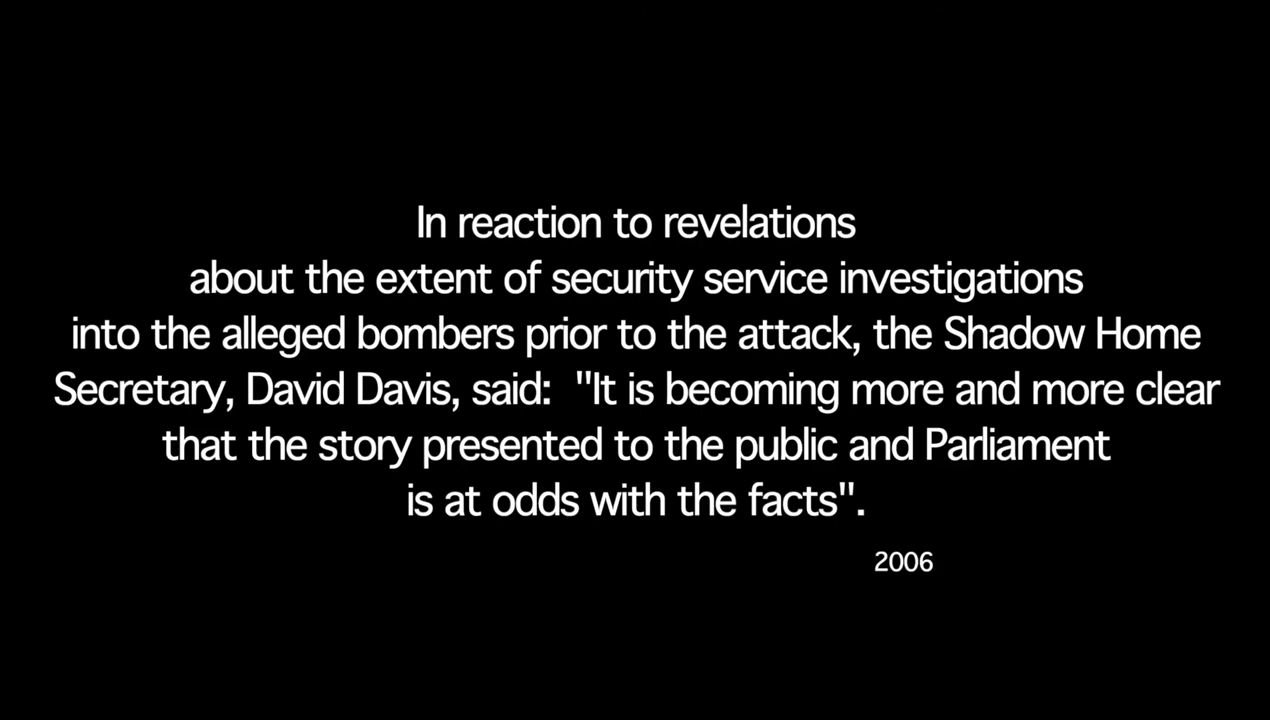 In reaction to revelations
about the extent of security service investigations
into the alleged bombers prior to the attack, the Shadow Home
Secretary, David Davis, said:  "It is becoming more and more clear
that the story presented to the public and Parliament
is at odds with the facts".
2006